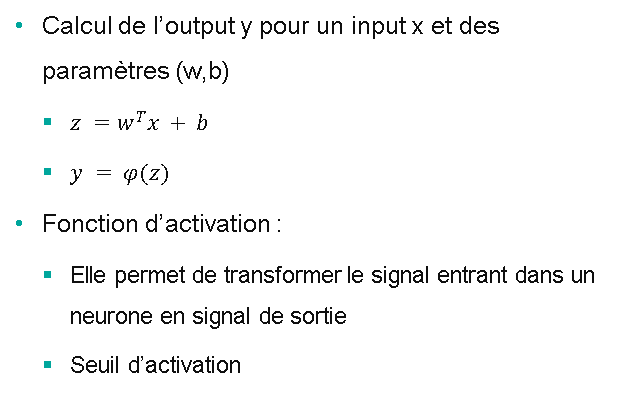 • Calcul de l’output y pour un input x et des
paramètres (w,b)
▪ z = wᵀx + b
▪ y = φ(z)
• Fonction d’activation :
▪ Elle permet de transformer le signal entrant dans un
neurone en signal de sortie
▪ Seuil d’activation